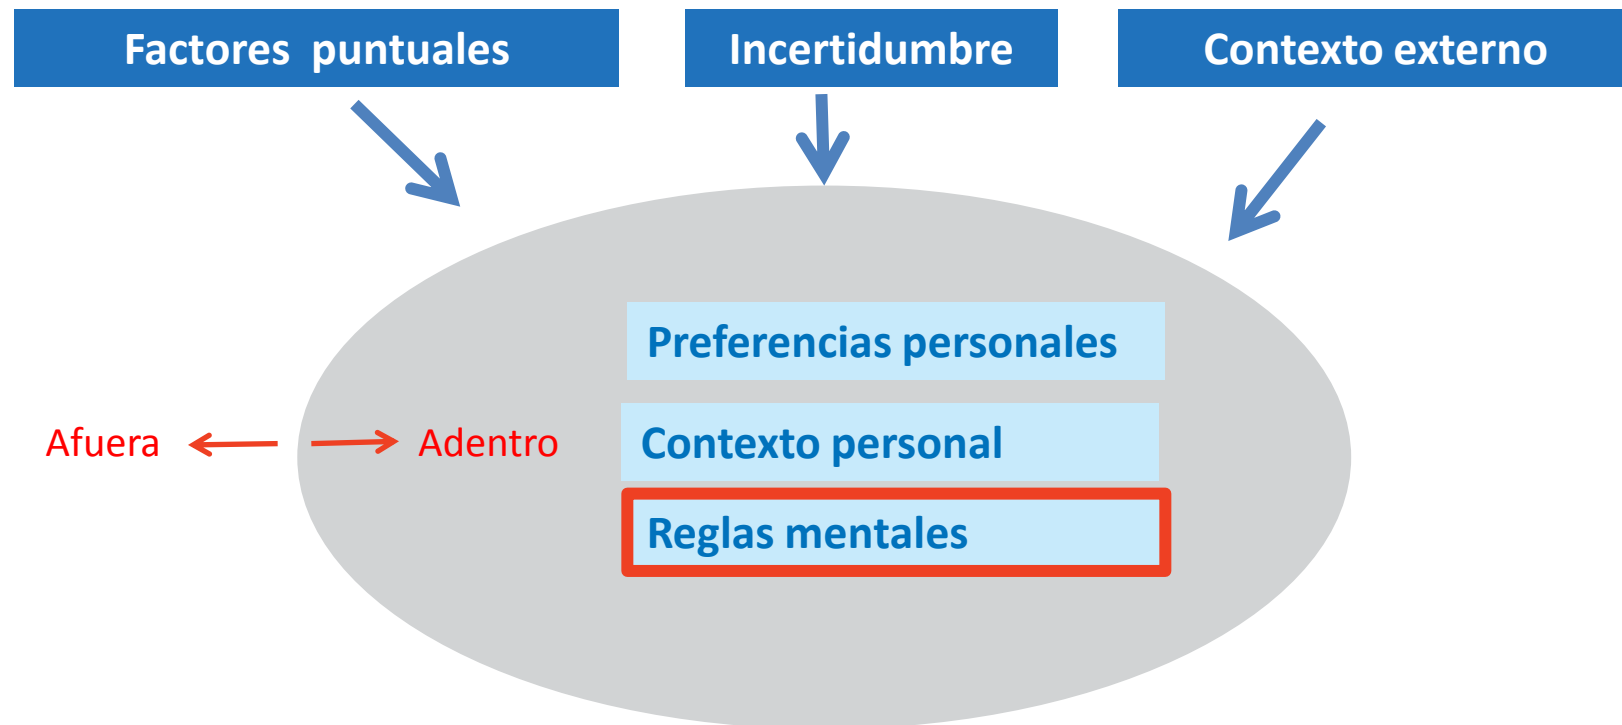 Factores puntuales
Incertidumbre
Contexto externo
Preferencias personales
Afuera
Adentro
Contexto personal
Reglas mentales